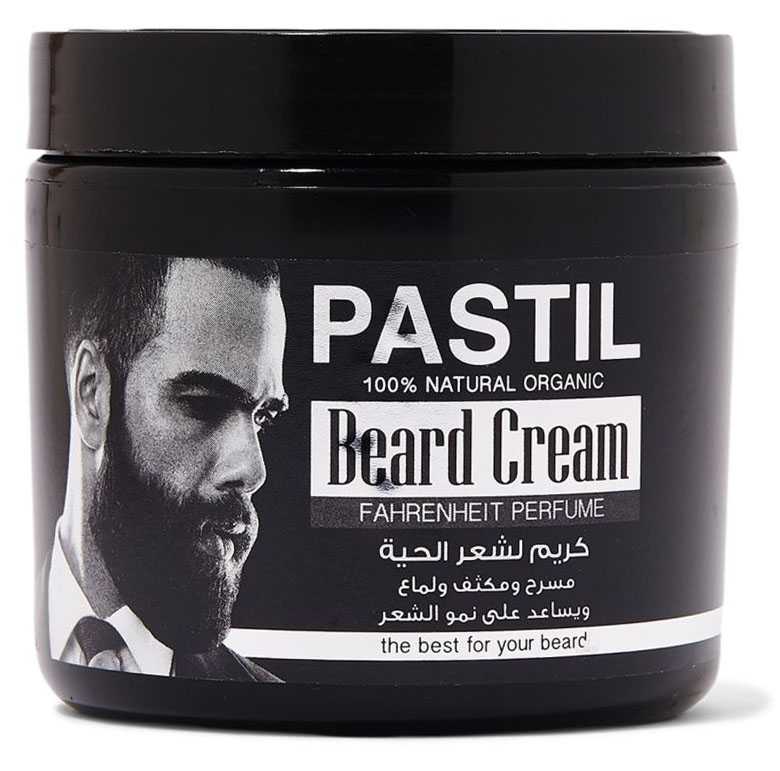 PASTIL
100% NATURAL ORGANIC
Beard Cream
FAHRENHEIT PERFUME
كريم لشعر الحية
مسرح ومكثف ولماع
ويساعد على نمو الشعر
the best for your beard